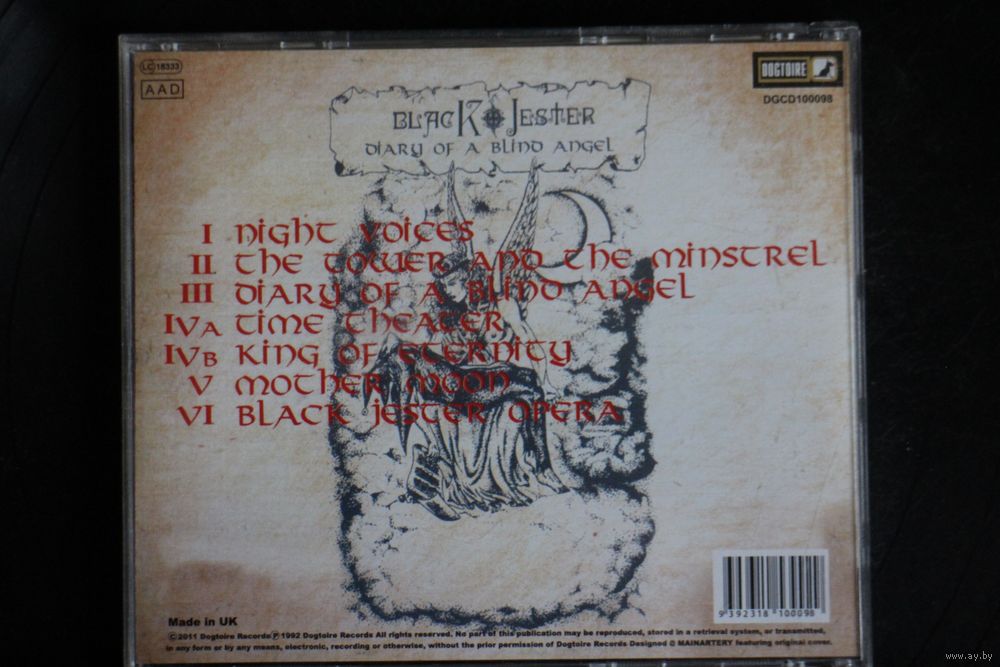 LC 18333
AAD
DOGTOIRE
DGCD100098
BLACK JESTER
DIARY OF A BLIND ANGEL
I NIGHT VOICES
II THE TOWER AND THE MINSTREL
III DIARY OF A BLIND ANGEL
IVA TIME THEATER
IVB KING OF ETERNITY
V MOTHER MOON
VI BLACK JESTER OPERA
9 392318 100098
Made in UK
©2011 Dogtoire Records ℗ 1992 Dogtoire Records All rights reserved. No part of this publication may be reproduced, stored in a retrieval system, or transmitted,
in any form or by any means, electronic, recording or otherwise, without the prior permission of Dogtoire Records Designed © MAINARTERY featuring original cover.
www.ay.by